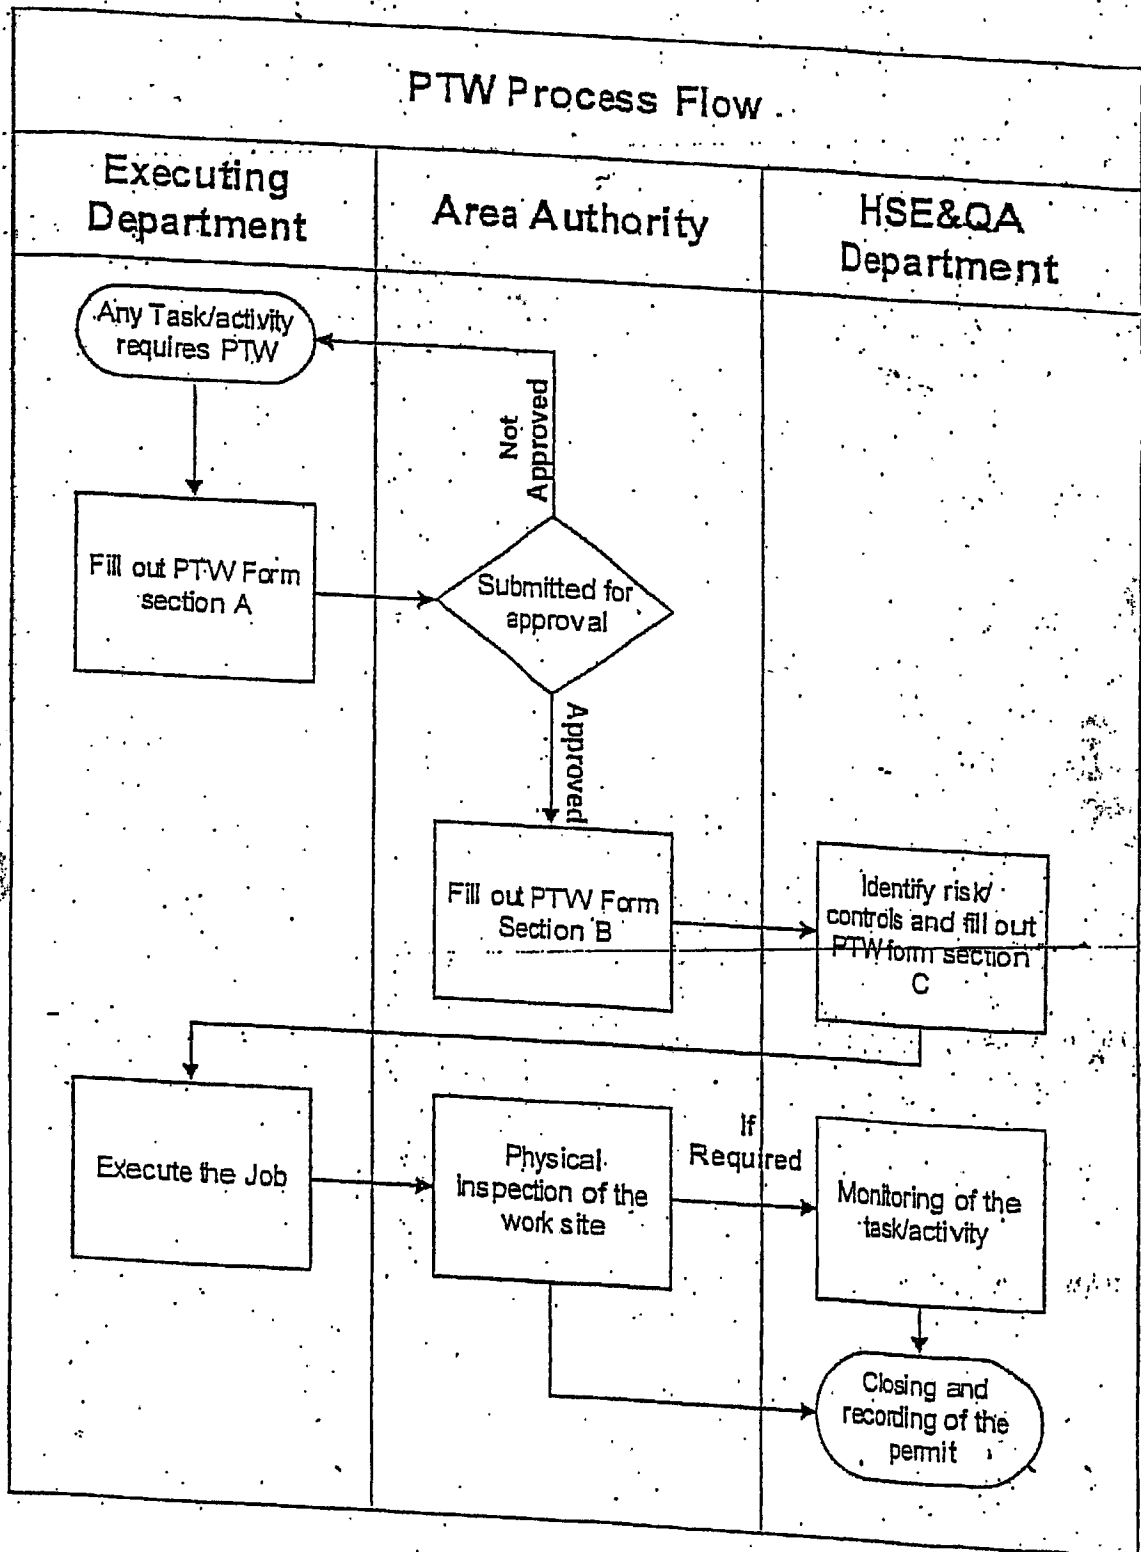 PTW Process Flow
Executing
Department
Area Authority
HSE&QA
Department
Any Task/activity
requires PTW
Not
Approved
Fill out PTW Form
section A
Submitted for
approval
Approved
Fill out PTW Form
Section B
Identify risk/
controls and fill out
PTW form section
C
Execute the Job
Physical
inspection of the
work site
If
Required
Monitoring of the
task/activity
Closing and
recording of the
permit